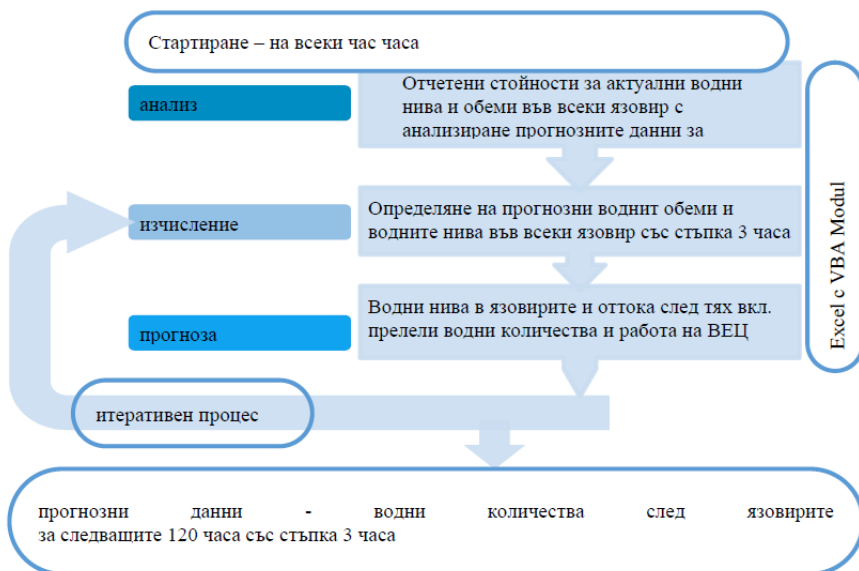 Стартиране – на всеки час часа
анализ
Отчетени стойности за актуални водни
нива и обеми във всеки язовир с
анализиране прогнозните данни за
изчисление
Определяне на прогнозни воднит обеми и
водните нива във всеки язовир със стъпка 3 часа
прогноза
Водни нива в язовирите и оттока след тях вкл.
прелели водни количества и работа на ВЕЦ
Excel с VBA Modul
итеративен процес
прогнозни данни - водни количества след язовирите
за следващите 120 часа със стъпка 3 часа